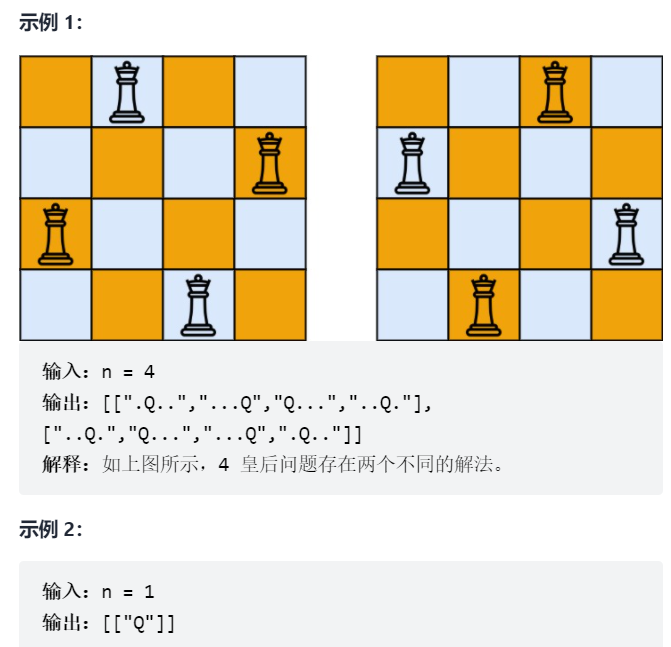 示例 1：
输入：n = 4
输出：[[".Q..","...Q","Q...","..Q."],
["..Q.","Q...","...Q",".Q.."]]
解释：如上图所示，4 皇后问题存在两个不同的解法。
示例 2：
输入：n = 1
输出：[["Q"]]